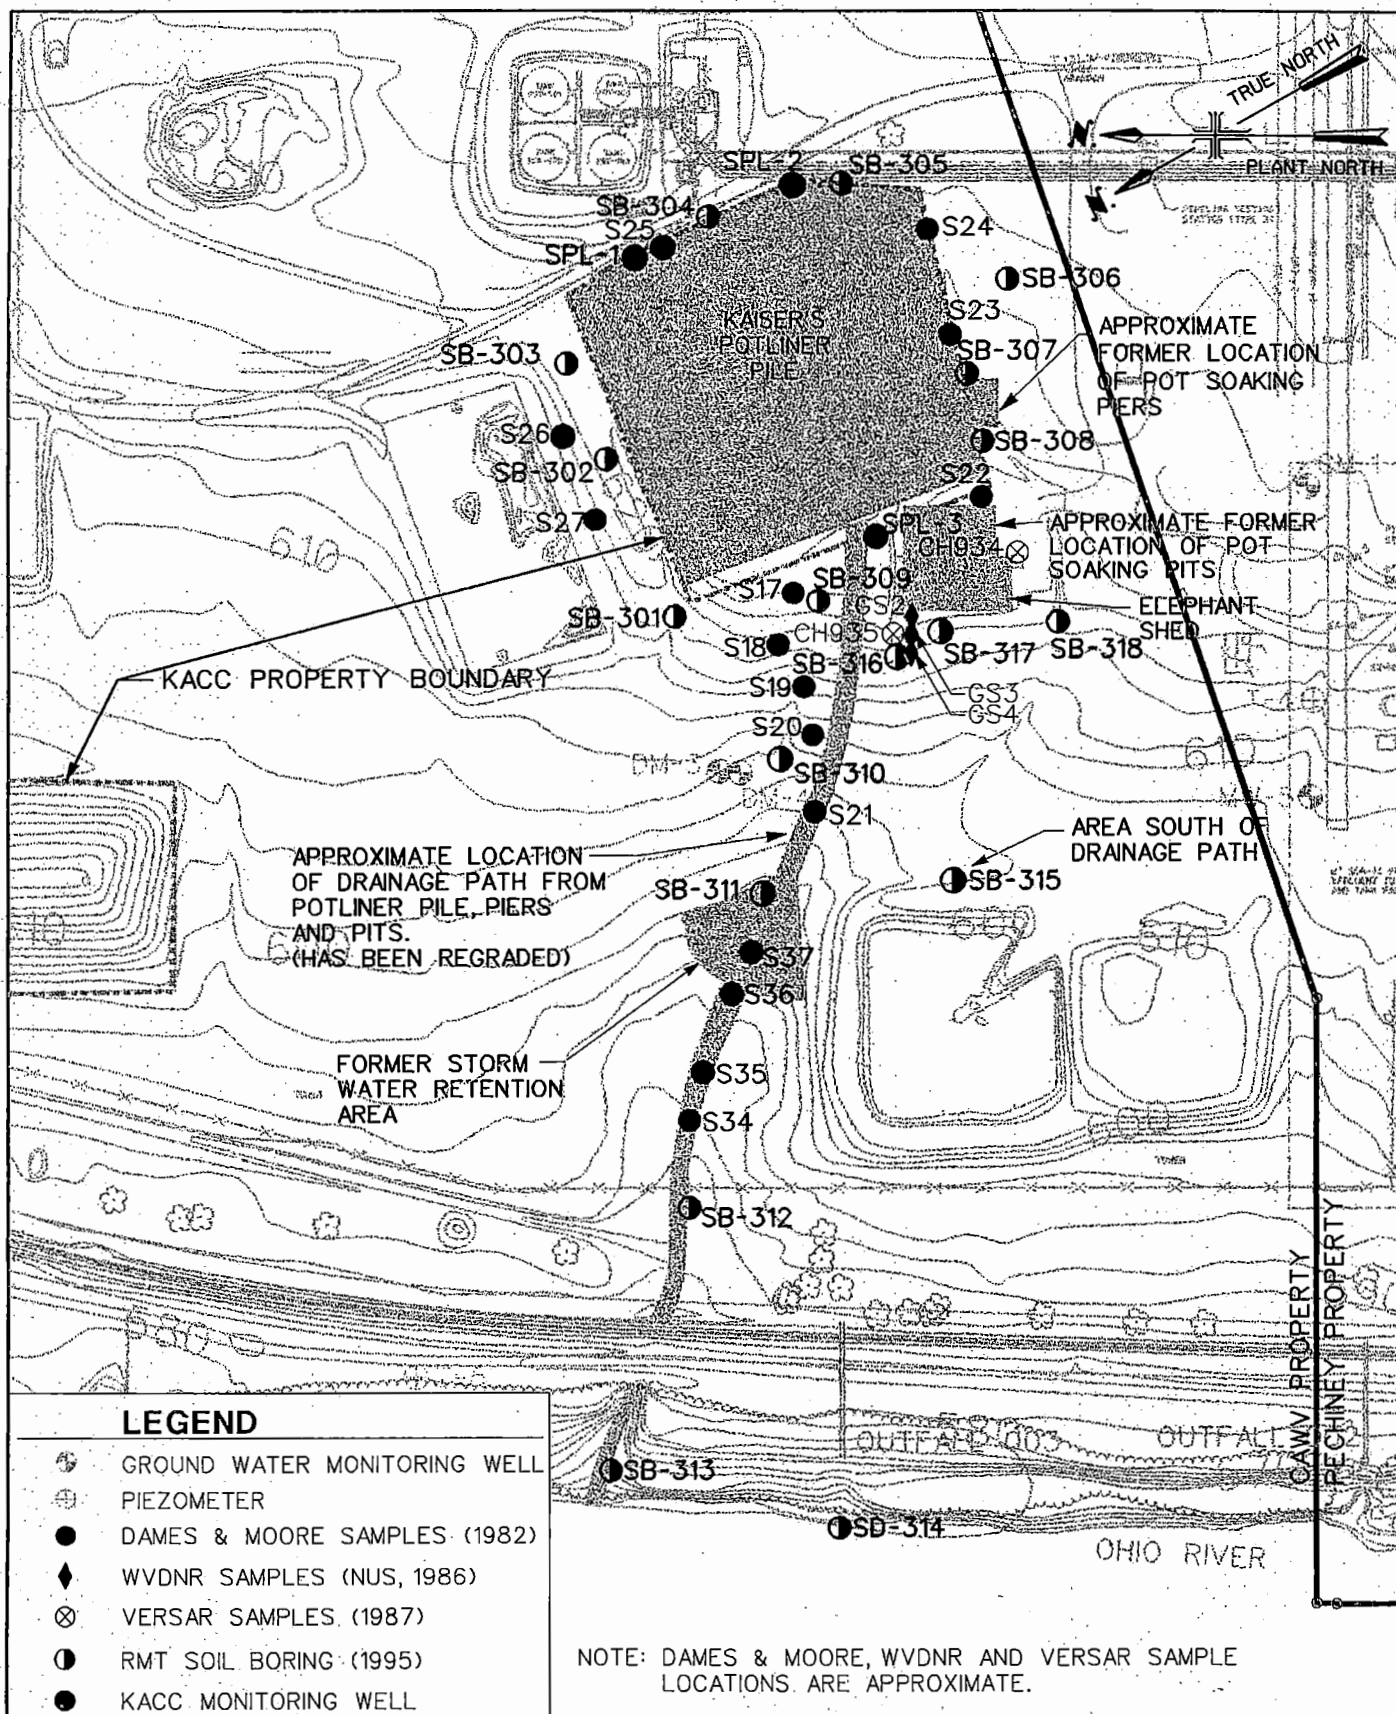 TRUE NORTH
N.
PLANT NORTH
N.
SPL-2
SB-305
SB-304
S25
SPL-1
S24
SB-306
S23
SB-307
KAISER'S
POTLINER
PILE
APPROXIMATE
FORMER LOCATION
OF POT SOAKING
PIERS
SB-303
S26
SB-302
S27
SB-308
S22
SPL-3
CH934
APPROXIMATE FORMER
LOCATION OF POT
SOAKING PITS
610
S17
SB-309
GS2
ELEPHANT
SHED
SB-301
CH935
S18
SB-316
SB-317
SB-318
KACC PROPERTY BOUNDARY
S19
GS3
GS4
S20
SB-310
610
S21
AREA SOUTH OF
DRAINAGE PATH
APPROXIMATE LOCATION
OF DRAINAGE PATH FROM
POTLINER PILE, PIERS
AND PITS.
(HAS BEEN REGRADED)
SB-311
SB-315
610
S37
S36
FORMER STORM
WATER RETENTION
AREA
S35
S34
SB-312
CAWV PROPERTY
PECHINEY PROPERTY
OUTFALL 003
OUTFALL
SB-313
SD-314
OHIO RIVER
LEGEND
GROUND WATER MONITORING WELL
PIEZOMETER
DAMES & MOORE SAMPLES (1982)
WVDNR SAMPLES (NUS, 1986)
VERSAR SAMPLES (1987)
RMT SOIL BORING (1995)
KACC MONITORING WELL
NOTE: DAMES & MOORE, WVDNR AND VERSAR SAMPLE
LOCATIONS ARE APPROXIMATE.